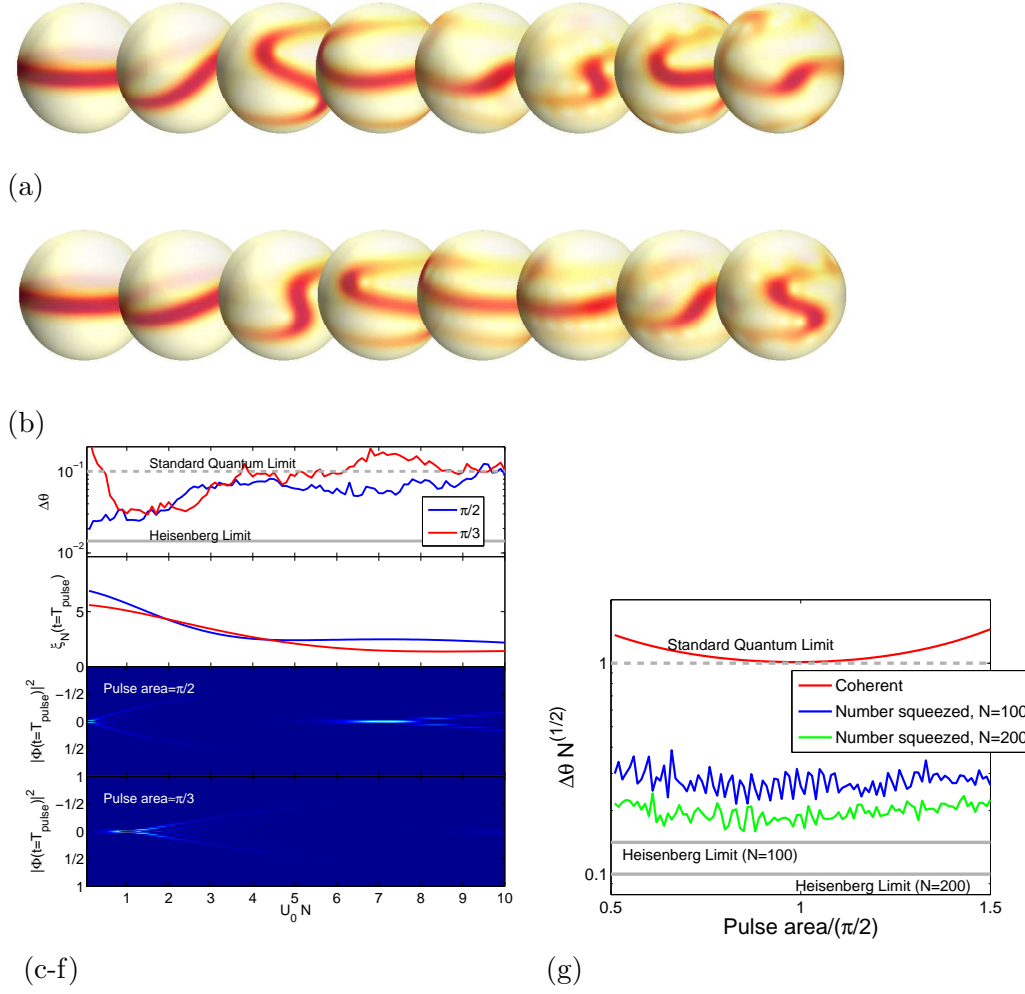 (a)
(b)
10⁻¹
10⁻²
Δθ
Standard Quantum Limit
π/2
π/3
Heisenberg Limit
ξ_N(t=T_pulse)
5
0
|Φ(t=T_pulse)|²
Pulse area=π/2
−1/2
0
1/2
1
|Φ(t=T_pulse)|²
Pulse area=π/3
−1/2
0
1/2
1
1 2 3 4 5 6 7 8 9 10
U_0 N
(c-f)
Δθ N^(1/2)
1
0.1
Standard Quantum Limit
Coherent
Number squeezed, N=100
Number squeezed, N=200
Heisenberg Limit (N=100)
Heisenberg Limit (N=200)
0.5 1 1.5
Pulse area/(π/2)
(g)